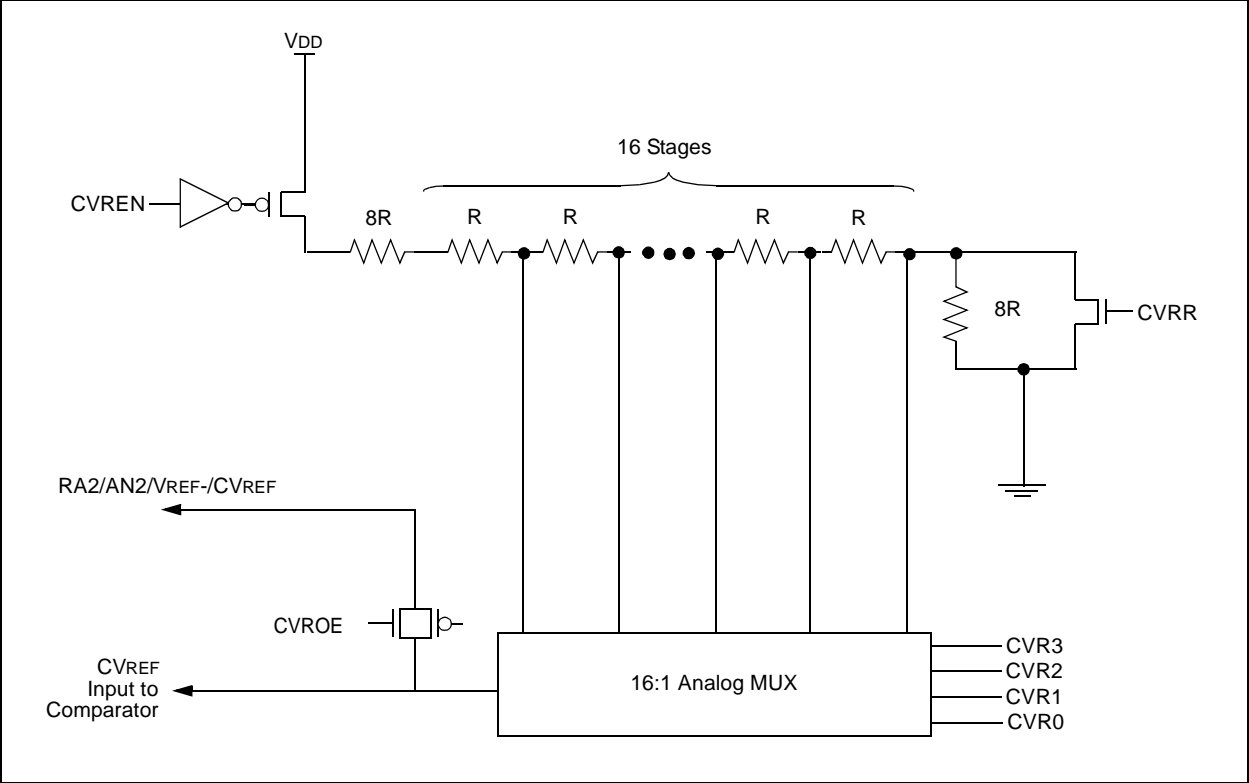 VDD
16 Stages
CVREN
8R
R
R
R
R
8R
CVRR
RA2/AN2/VREF-/CVREF
CVROE
CVREF
Input to
Comparator
16:1 Analog MUX
CVR3
CVR2
CVR1
CVR0